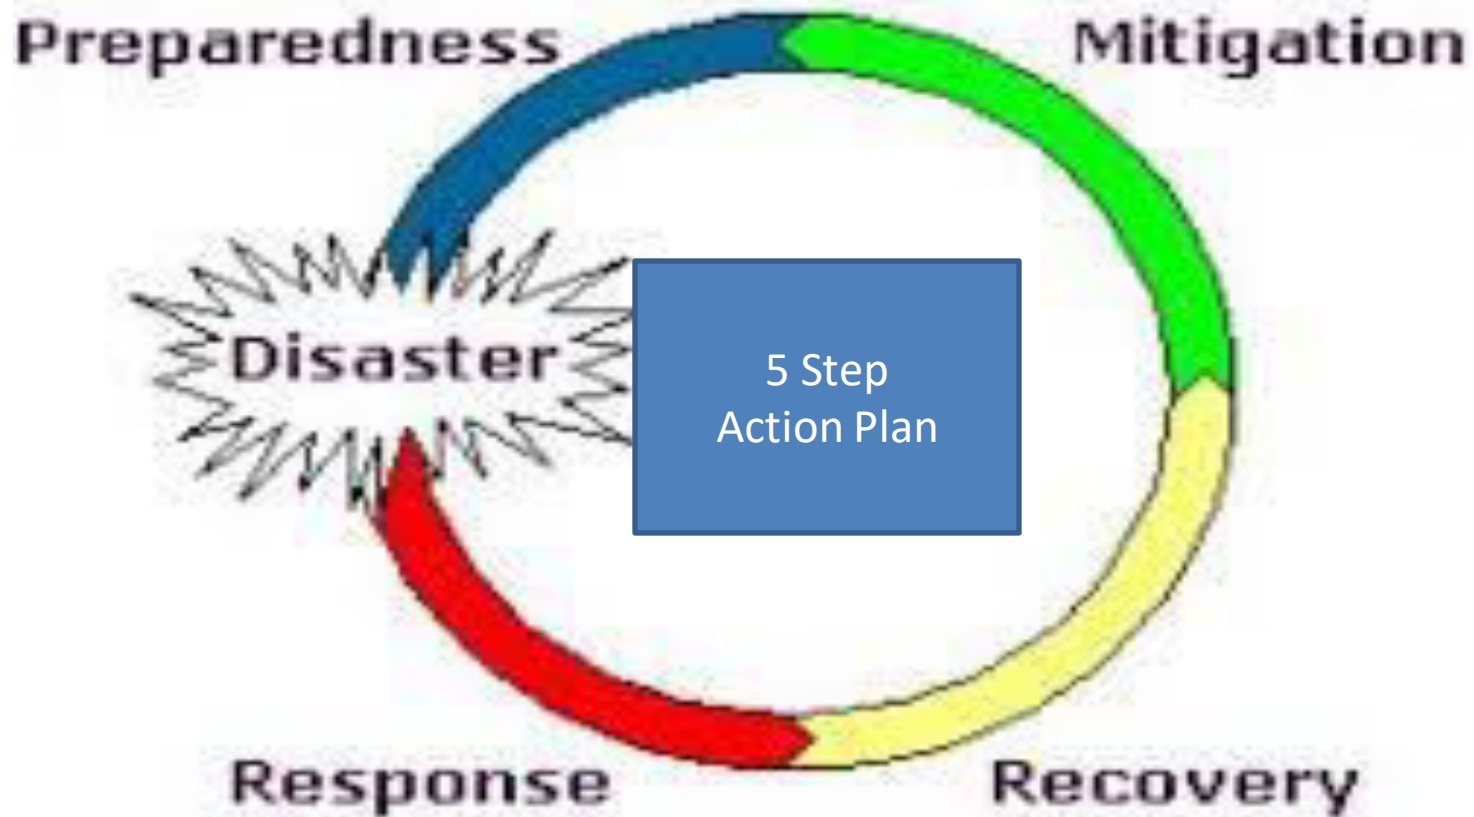 Preparedness
Mitigation
Disaster
5 Step
Action Plan
Response
Recovery